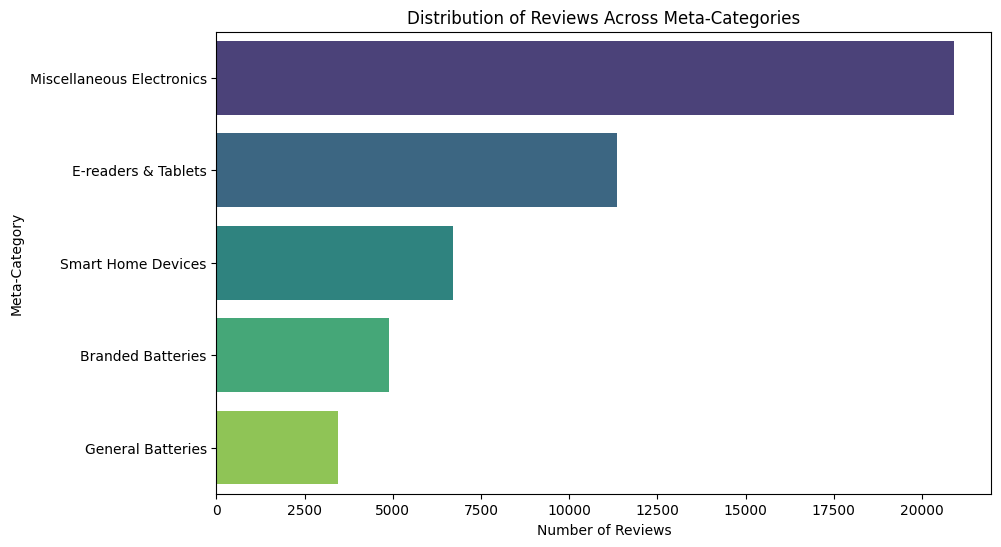 Distribution of Reviews Across Meta-Categories
Meta-Category
Miscellaneous Electronics
E-readers & Tablets
Smart Home Devices
Branded Batteries
General Batteries
0 2500 5000 7500 10000 12500 15000 17500 20000
Number of Reviews